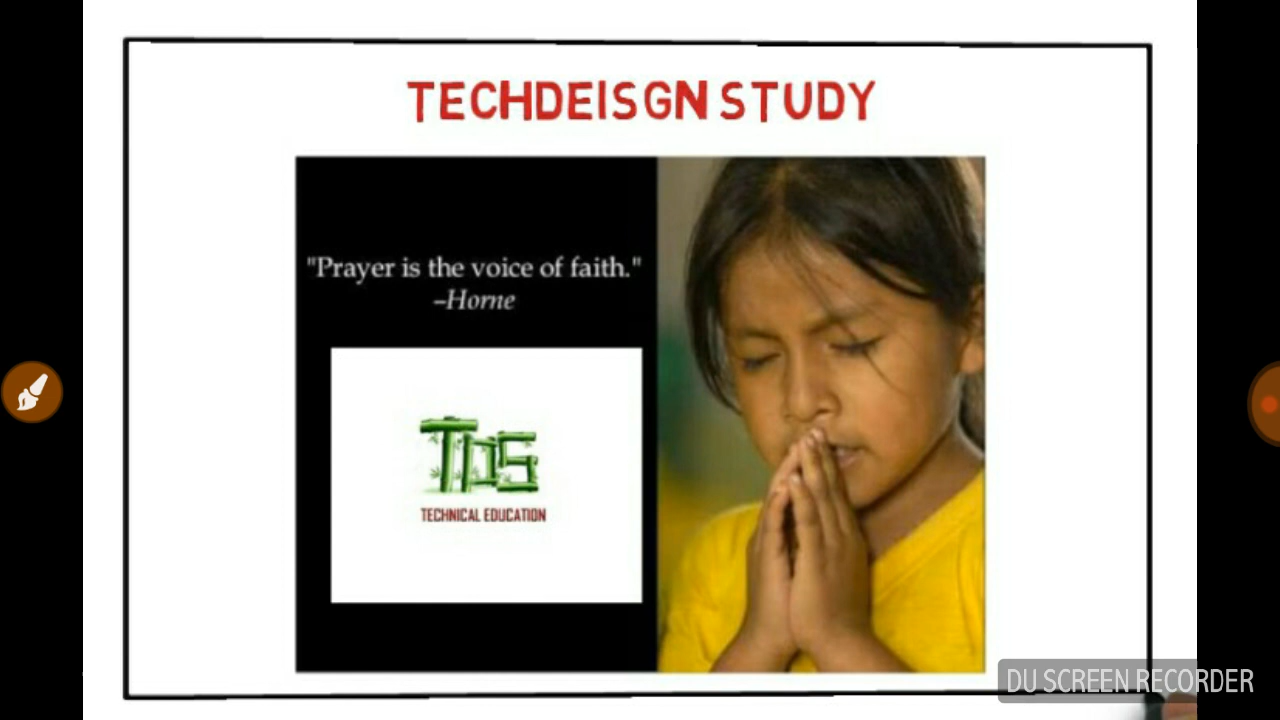 TECHDEISGN STUDY
"Prayer is the voice of faith."
–Horne
TDS
TECHNICAL EDUCATION
DU SCREEN RECORDER